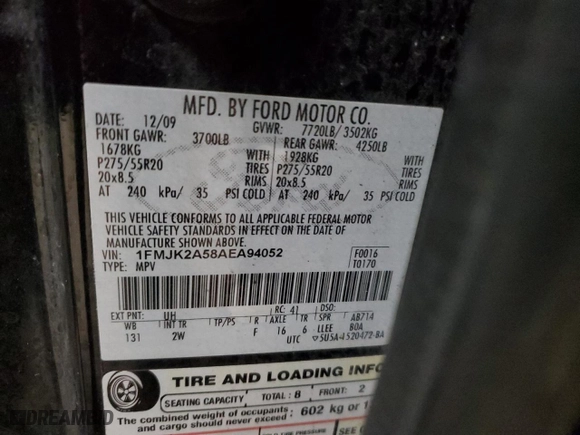 MFD. BY FORD MOTOR CO.
DATE: 12/09 GVWR: 7720LB/ 3502KG
FRONT GAWR: 3700LB REAR GAWR: 4250LB
1678KG WITH 1928KG WITH
P275/55R20 TIRES P275/55R20 TIRES
20x8.5 RIMS 20x8.5 RIMS
AT 240 kPa/ 35 PSI COLD AT 240 kPa/ 35 PSI COLD
THIS VEHICLE CONFORMS TO ALL APPLICABLE FEDERAL MOTOR
VEHICLE SAFETY STANDARDS IN EFFECT ON THE DATE OF
MANUFACTURE SHOWN ABOVE.
VIN: 1FMJK2A58AEA94052 F0016
TYPE: MPV T0170
RC: 41 DSO:
EXT PNT: UH R AXLE TR SPR AB714
WB INT TR TP/PS F 16 6 LLEE 80A
131 2W UTC 5U5A-1520472-BA
TIRE AND LOADING INFO
SEATING CAPACITY TOTAL: 8 FRONT: 2
The combined weight of occupants
and cargo should never exceed: 602 kg or 1